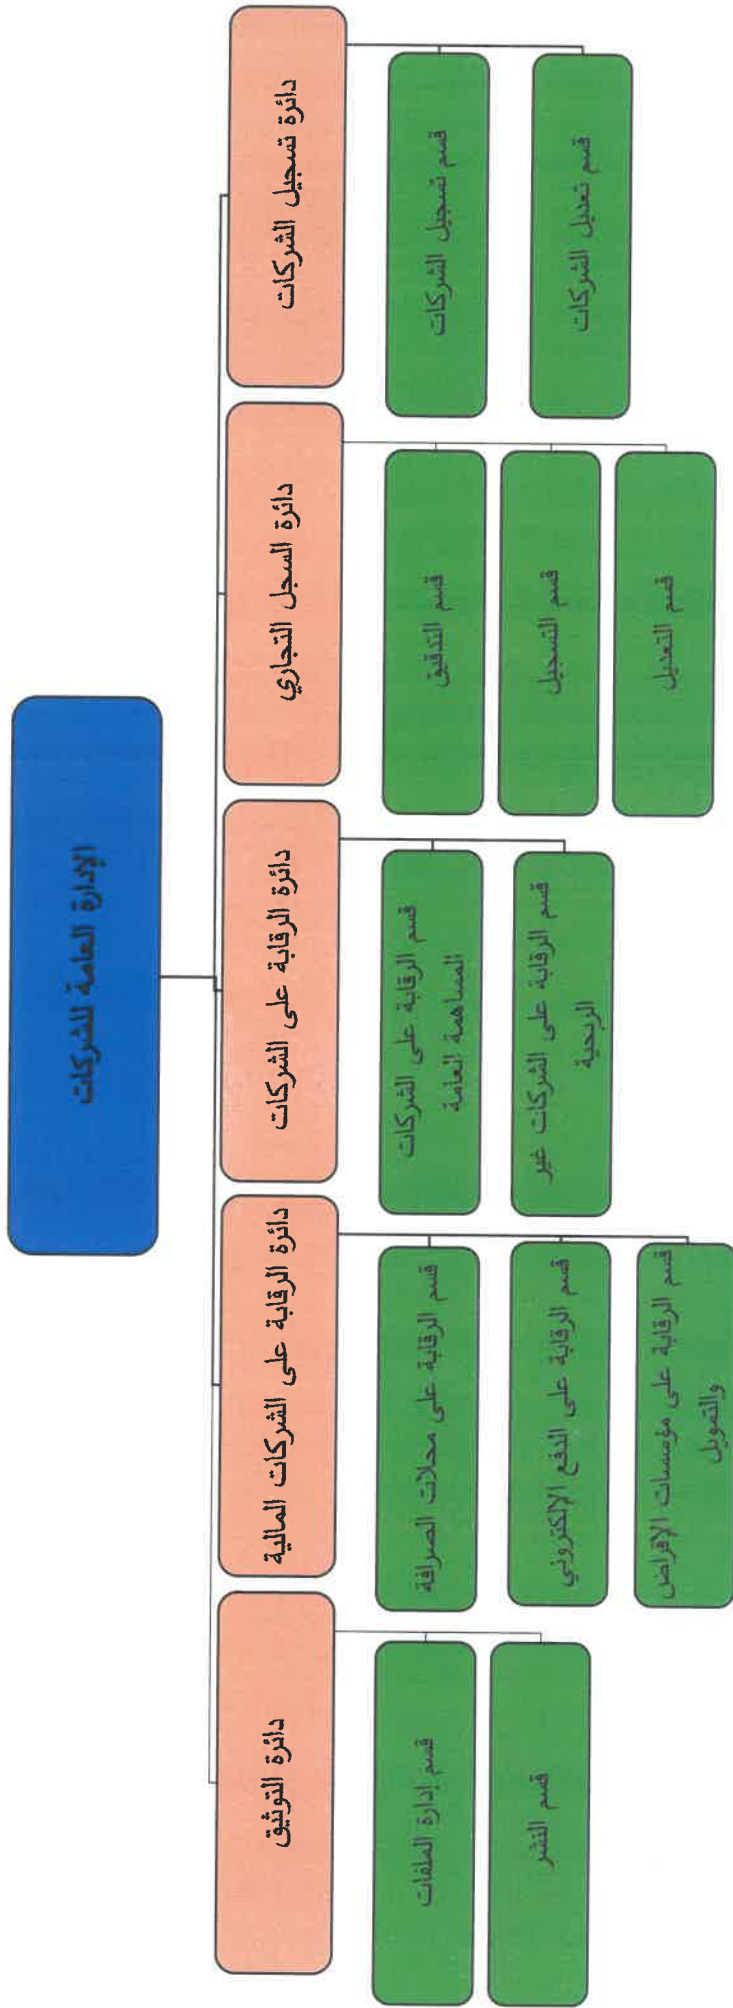 الإدارة العامة للشركات
دائرة تسجيل الشركات
قسم تسجيل الشركات
قسم تعديل الشركات
دائرة السجل التجاري
قسم التدقيق
قسم التسجيل
قسم التعديل
دائرة الرقابة على الشركات
قسم الرقابة على الشركات
المساهمة العامة
قسم الرقابة على الشركات غير
الربحية
دائرة الرقابة على الشركات المالية
قسم الرقابة على محلات الصرافة
قسم الرقابة على الدفع الإلكتروني
قسم الرقابة على مؤسسات الإقراض
والتمويل
دائرة التوثيق
قسم إدارة الملفات
قسم النشر